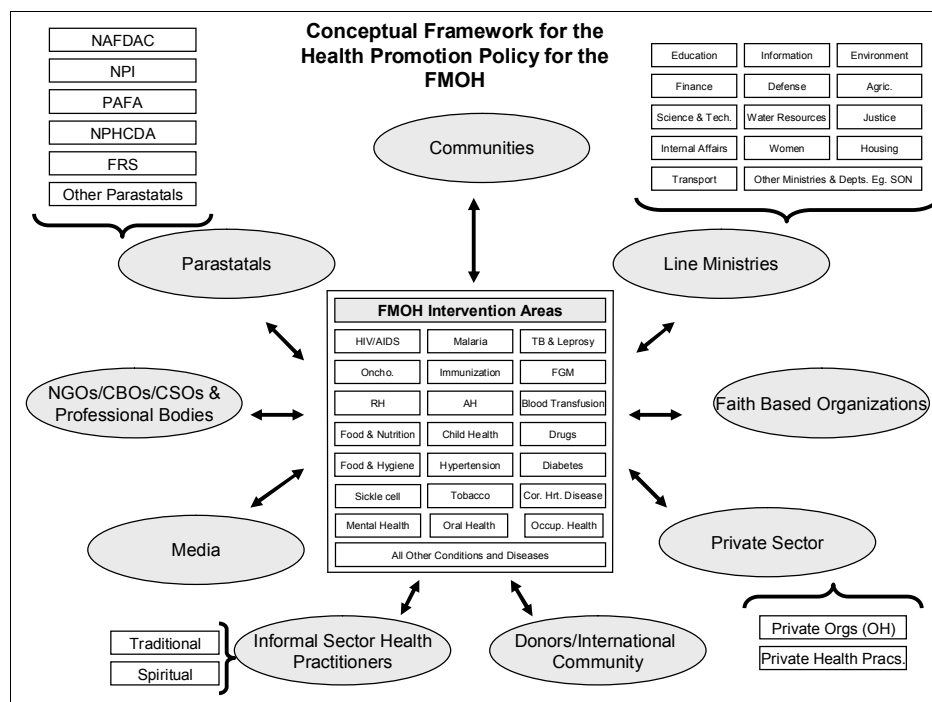 Conceptual Framework for the
Health Promotion Policy for the
FMOH
NAFDAC
NPI
PAFA
NPHCDA
FRS
Other Parastatals
Education
Information
Environment
Finance
Defense
Agric.
Science & Tech.
Water Resources
Justice
Internal Affairs
Women
Housing
Transport
Other Ministries & Depts. Eg. SON
Communities
Parastatals
Line Ministries
FMOH Intervention Areas
HIV/AIDS
Malaria
TB & Leprosy
Oncho.
Immunization
FGM
RH
AH
Blood Transfusion
Food & Nutrition
Child Health
Drugs
Food & Hygiene
Hypertension
Diabetes
Sickle cell
Tobacco
Cor. Hrt. Disease
Mental Health
Oral Health
Occup. Health
All Other Conditions and Diseases
NGOs/CBOs/CSOs &
Professional Bodies
Faith Based Organizations
Media
Private Sector
Informal Sector Health
Practitioners
Traditional
Spiritual
Donors/International
Community
Private Orgs (OH)
Private Health Pracs.